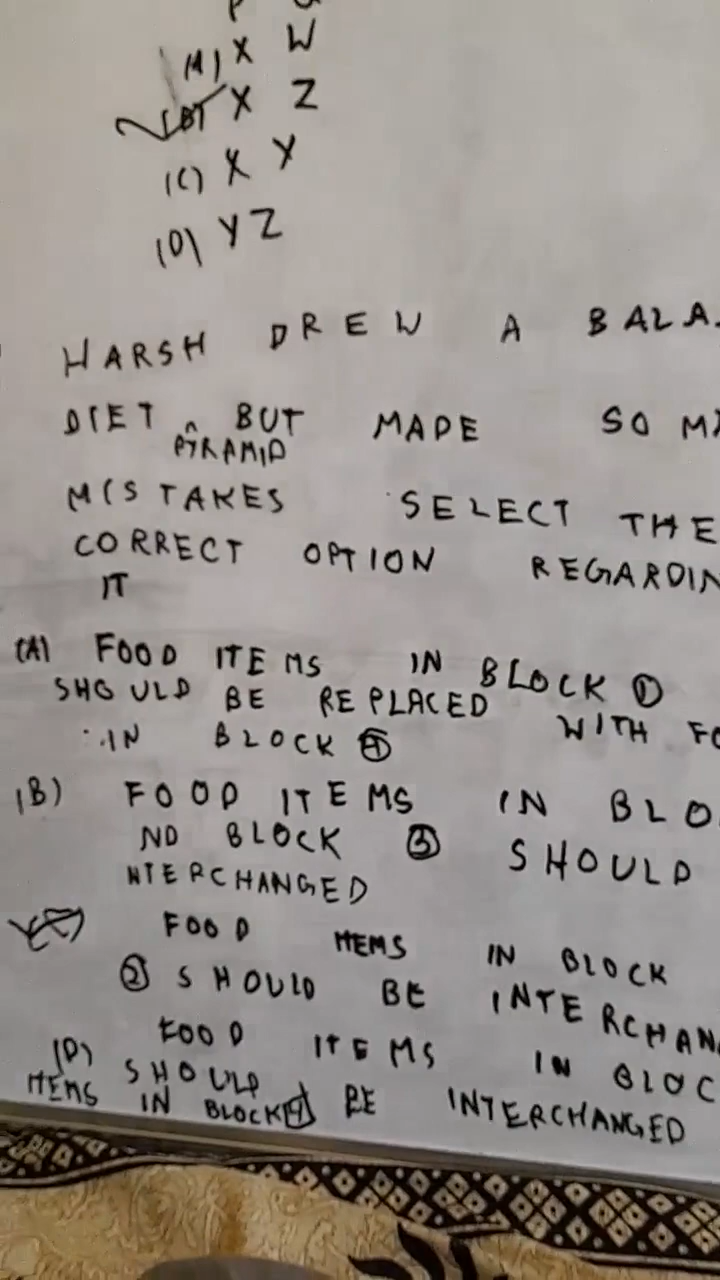 P
(A) X W
(B) X Z
(C) X Y
(D) Y Z
HARSH DREW A BALA
DIET ^ BUT MADE SO MA
PYRAMID
MISTAKES SELECT THE
CORRECT OPTION REGARDIN
IT
(A) FOOD ITEMS IN BLOCK ①
SHOULD BE REPLACED WITH FO
IN BLOCK ④
(B) FOOD ITEMS IN BLO
ND BLOCK ③ SHOULD
NTERCHANGED
FOOD ITEMS IN BLOCK
② SHOULD BE INTERCHAN
(D) FOOD ITEMS IN BLOC
SHOULD
ITEMS IN BLOCK ④ BE INTERCHANGED